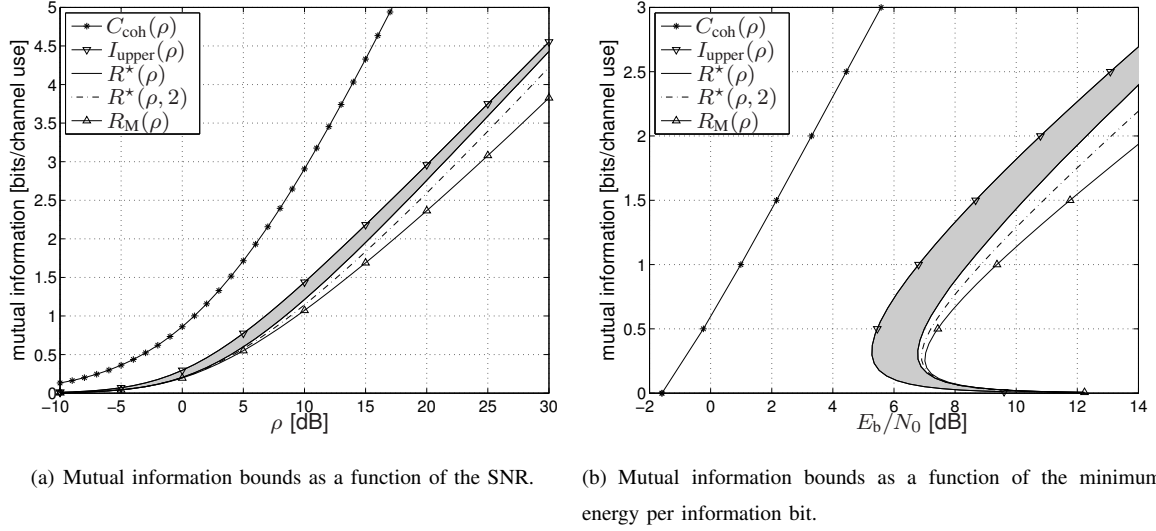 5
4.5
4
3.5
3
2.5
2
1.5
1
0.5
0
mutual information [bits/channel use]
C_coh(ρ)
I_upper(ρ)
R⋆(ρ)
R⋆(ρ, 2)
R_M(ρ)
−10 −5 0 5 10 15 20 25 30
ρ [dB]
3
2.5
2
1.5
1
0.5
0
mutual information [bits/channel use]
C_coh(ρ)
I_upper(ρ)
R⋆(ρ)
R⋆(ρ, 2)
R_M(ρ)
−2 0 2 4 6 8 10 12 14
E_b/N_0 [dB]
(a) Mutual information bounds as a function of the SNR.
(b) Mutual information bounds as a function of the minimum
energy per information bit.